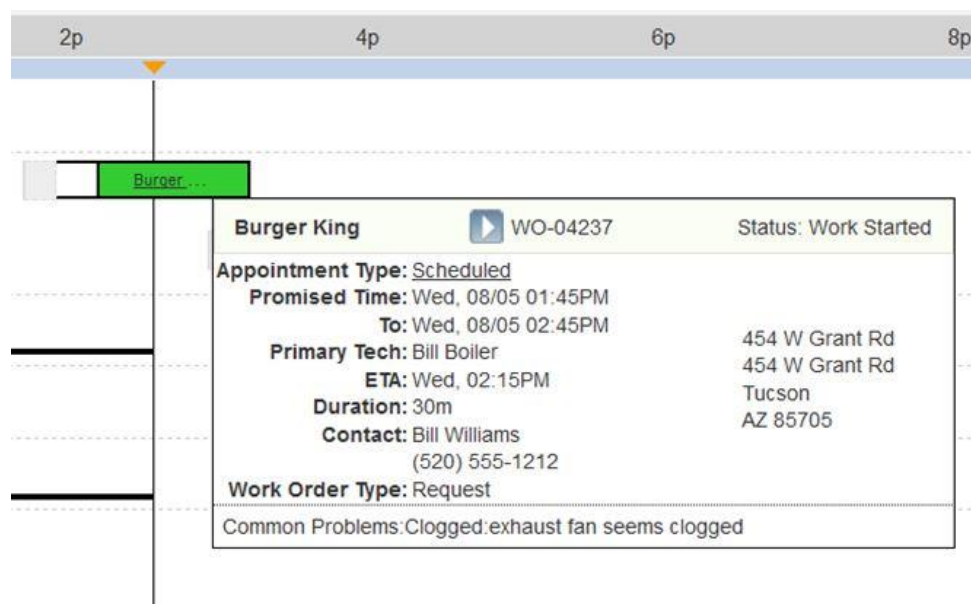 2p 4p 6p 8p
Burger ...
Burger King WO-04237 Status: Work Started
Appointment Type: Scheduled
Promised Time: Wed, 08/05 01:45PM
To: Wed, 08/05 02:45PM
Primary Tech: Bill Boiler
ETA: Wed, 02:15PM
Duration: 30m
Contact: Bill Williams
(520) 555-1212
Work Order Type: Request
454 W Grant Rd
454 W Grant Rd
Tucson
AZ 85705
Common Problems:Clogged:exhaust fan seems clogged